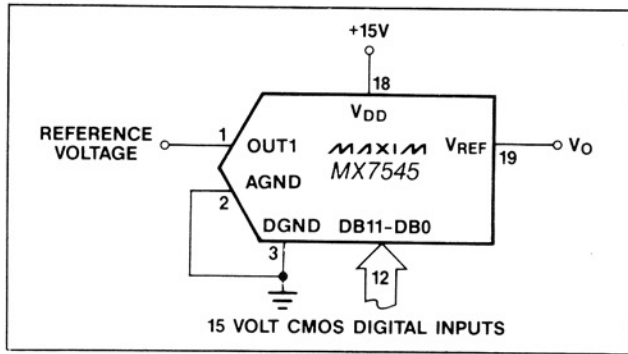 +15V
18
VDD
REFERENCE
VOLTAGE
1
OUT1
MAXIM
MX7545
VREF
19
VO
AGND
2
DGND
DB11-DB0
3
12
15 VOLT CMOS DIGITAL INPUTS